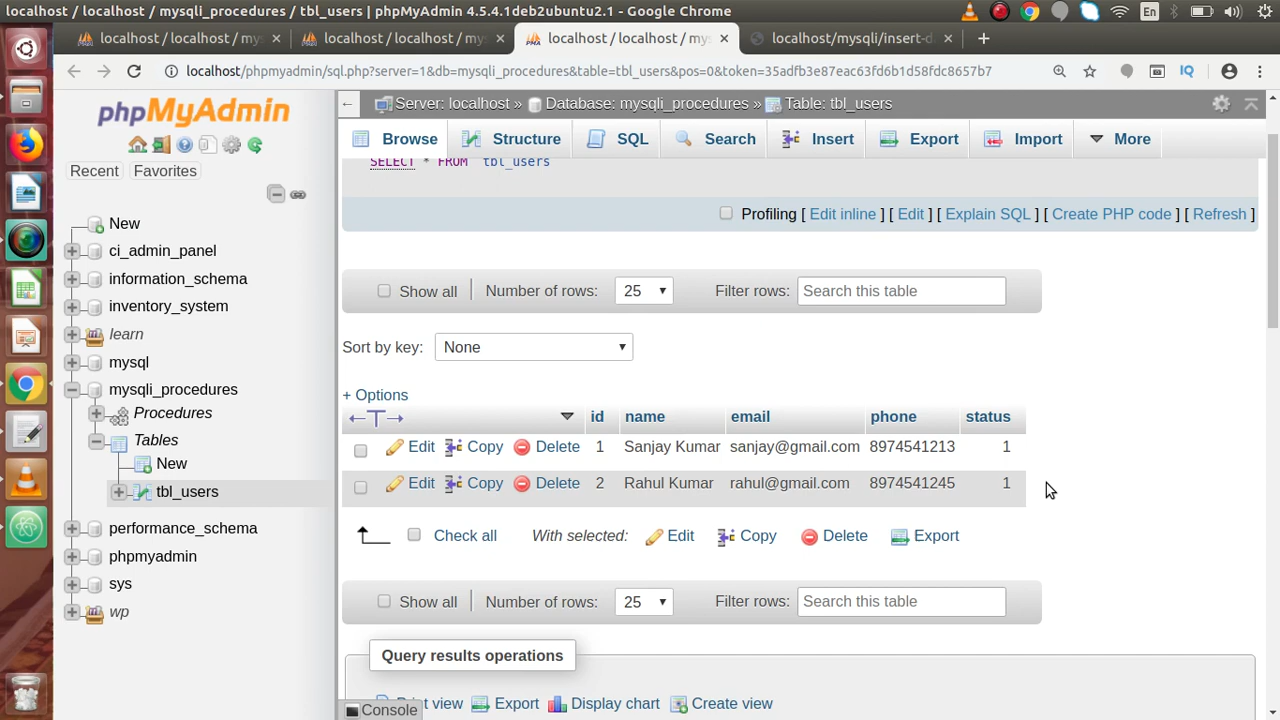 localhost / localhost / mysqli_procedures / tbl_users | phpMyAdmin 4.5.4.1deb2ubuntu2.1 - Google Chrome
En
localhost / localhost / my
localhost / localhost / my
localhost / localhost / my
localhost/mysqli/insert-d
localhost/phpmyadmin/sql.php?server=1&db=mysqli_procedures&table=tbl_users&pos=0&token=35adfb3e87eac63fd6b1d58fdc8657b7
IQ
phpMyAdmin
Recent Favorites
New
ci_admin_panel
information_schema
inventory_system
learn
mysql
mysqli_procedures
Procedures
Tables
New
tbl_users
performance_schema
phpmyadmin
sys
wp
Server: localhost » Database: mysqli_procedures » Table: tbl_users
Browse Structure SQL Search Insert Export Import More
SELECT * FROM `tbl_users`
Profiling [ Edit inline ] [ Edit ] [ Explain SQL ] [ Create PHP code ] [ Refresh ]
Show all Number of rows: 25 Filter rows: Search this table
Sort by key: None
+ Options
←T→ id name email phone status
Edit Copy Delete 1 Sanjay Kumar sanjay@gmail.com 8974541213 1
Edit Copy Delete 2 Rahul Kumar rahul@gmail.com 8974541245 1
Check all With selected: Edit Copy Delete Export
Show all Number of rows: 25 Filter rows: Search this table
Query results operations
view Export Display chart Create view
Console